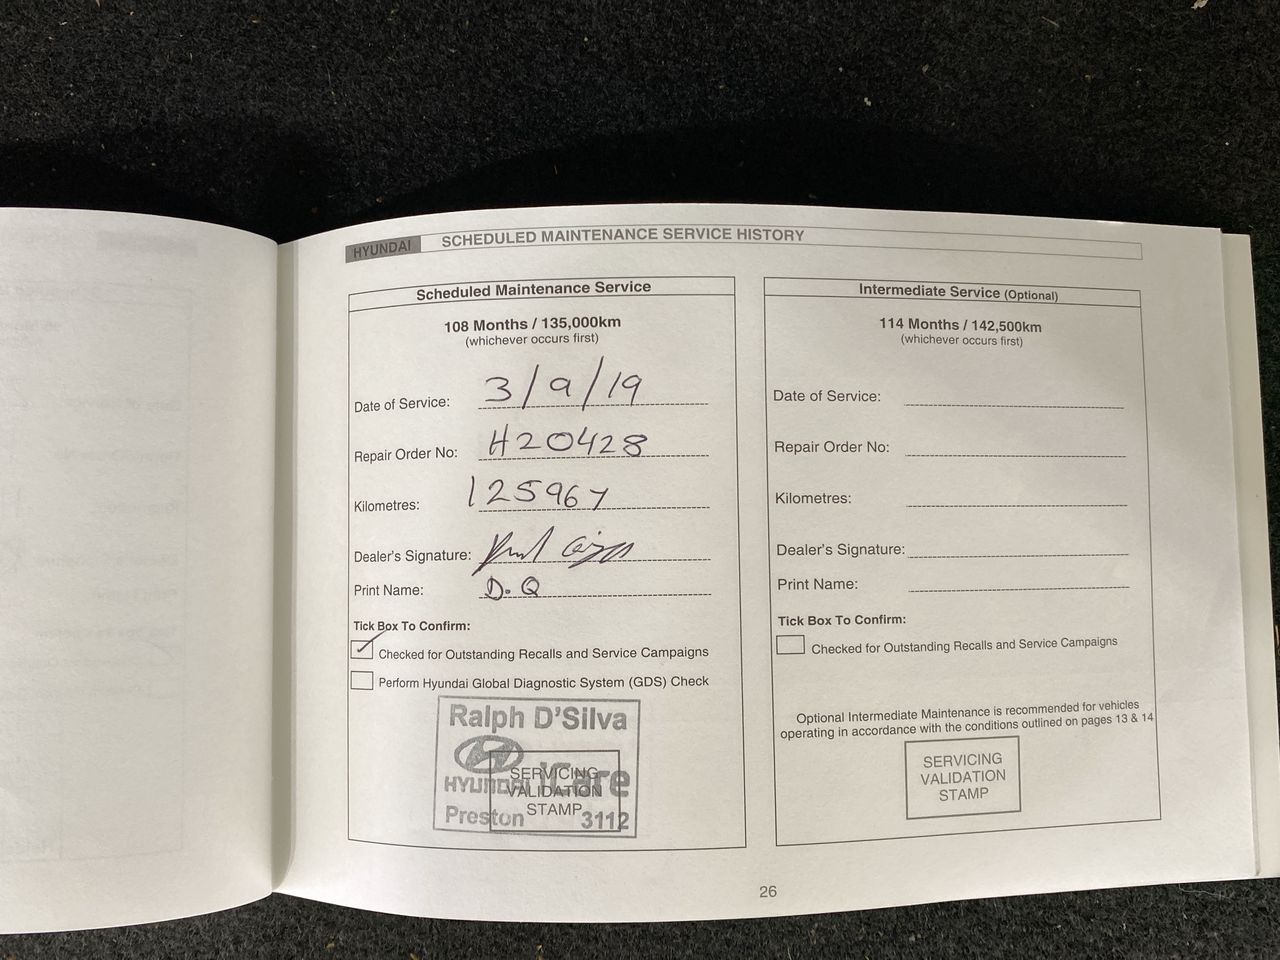 HYUNDAI SCHEDULED MAINTENANCE SERVICE HISTORY
Scheduled Maintenance Service
108 Months / 135,000km
(whichever occurs first)
Date of Service: 3/9/19
Repair Order No: H20428
Kilometres: 125967
Dealer's Signature:
Print Name: D.Q
Tick Box To Confirm:
Checked for Outstanding Recalls and Service Campaigns
Perform Hyundai Global Diagnostic System (GDS) Check
Ralph D'Silva
HYUNDAI iCare
Preston 3112
SERVICING
VALIDATION
STAMP
Intermediate Service (Optional)
114 Months / 142,500km
(whichever occurs first)
Date of Service:
Repair Order No:
Kilometres:
Dealer's Signature:
Print Name:
Tick Box To Confirm:
Checked for Outstanding Recalls and Service Campaigns
Optional Intermediate Maintenance is recommended for vehicles
operating in accordance with the conditions outlined on pages 13 & 14
SERVICING
VALIDATION
STAMP
26